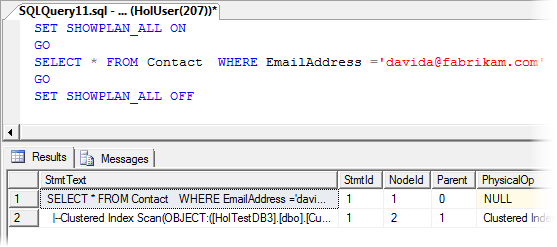 SQLQuery11.sql - ... (HolUser(207))*
SET SHOWPLAN_ALL ON
GO
SELECT * FROM Contact  WHERE EmailAddress ='davida@fabrikam.com'
GO
SET SHOWPLAN_ALL OFF
Results Messages
StmtText StmtId NodeId Parent PhysicalOp
1 SELECT * FROM Contact   WHERE EmailAddress ='davi... 1 1 0 NULL
2 |--Clustered Index Scan(OBJECT:([HolTestDB3].[dbo].[Cu... 1 2 1 Clustered Inde